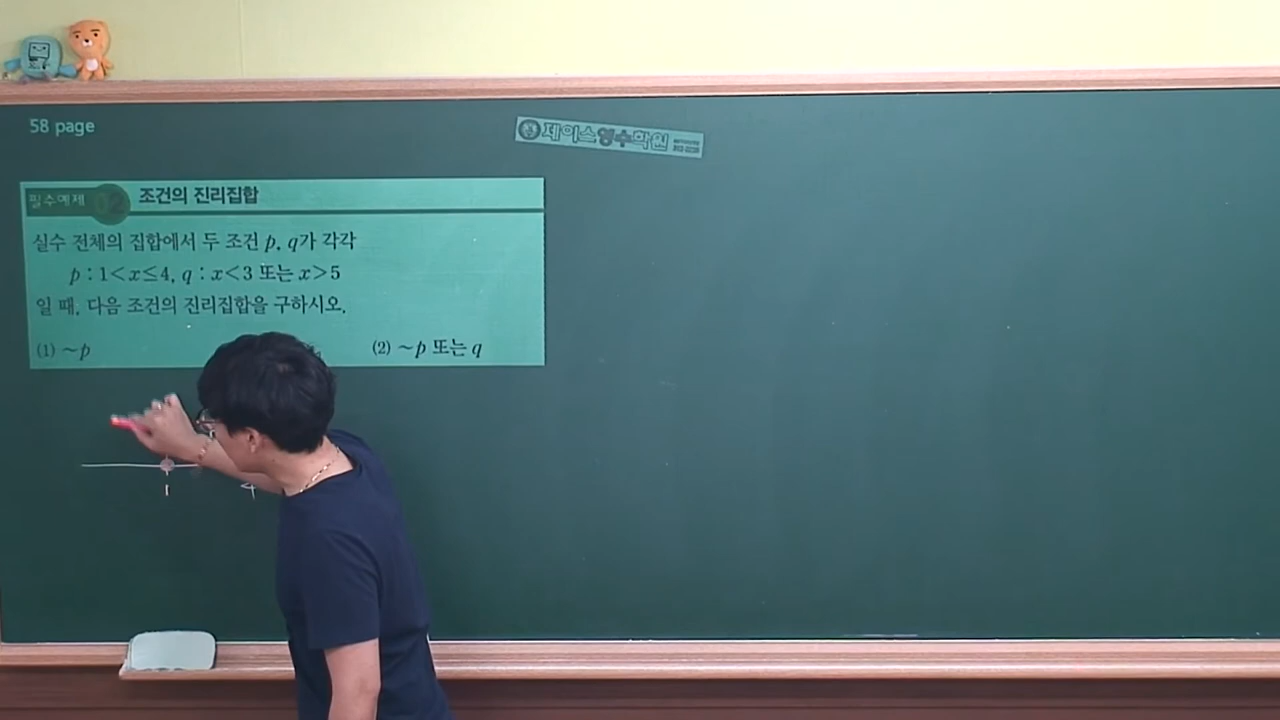 58 page
제이스영수학원
필수예제 02 조건의 진리집합
실수 전체의 집합에서 두 조건 p, q가 각각
p : 1<x≤4, q : x<3 또는 x>5
일 때, 다음 조건의 진리집합을 구하시오.
(1) ~p (2) ~p 또는 q
1 4